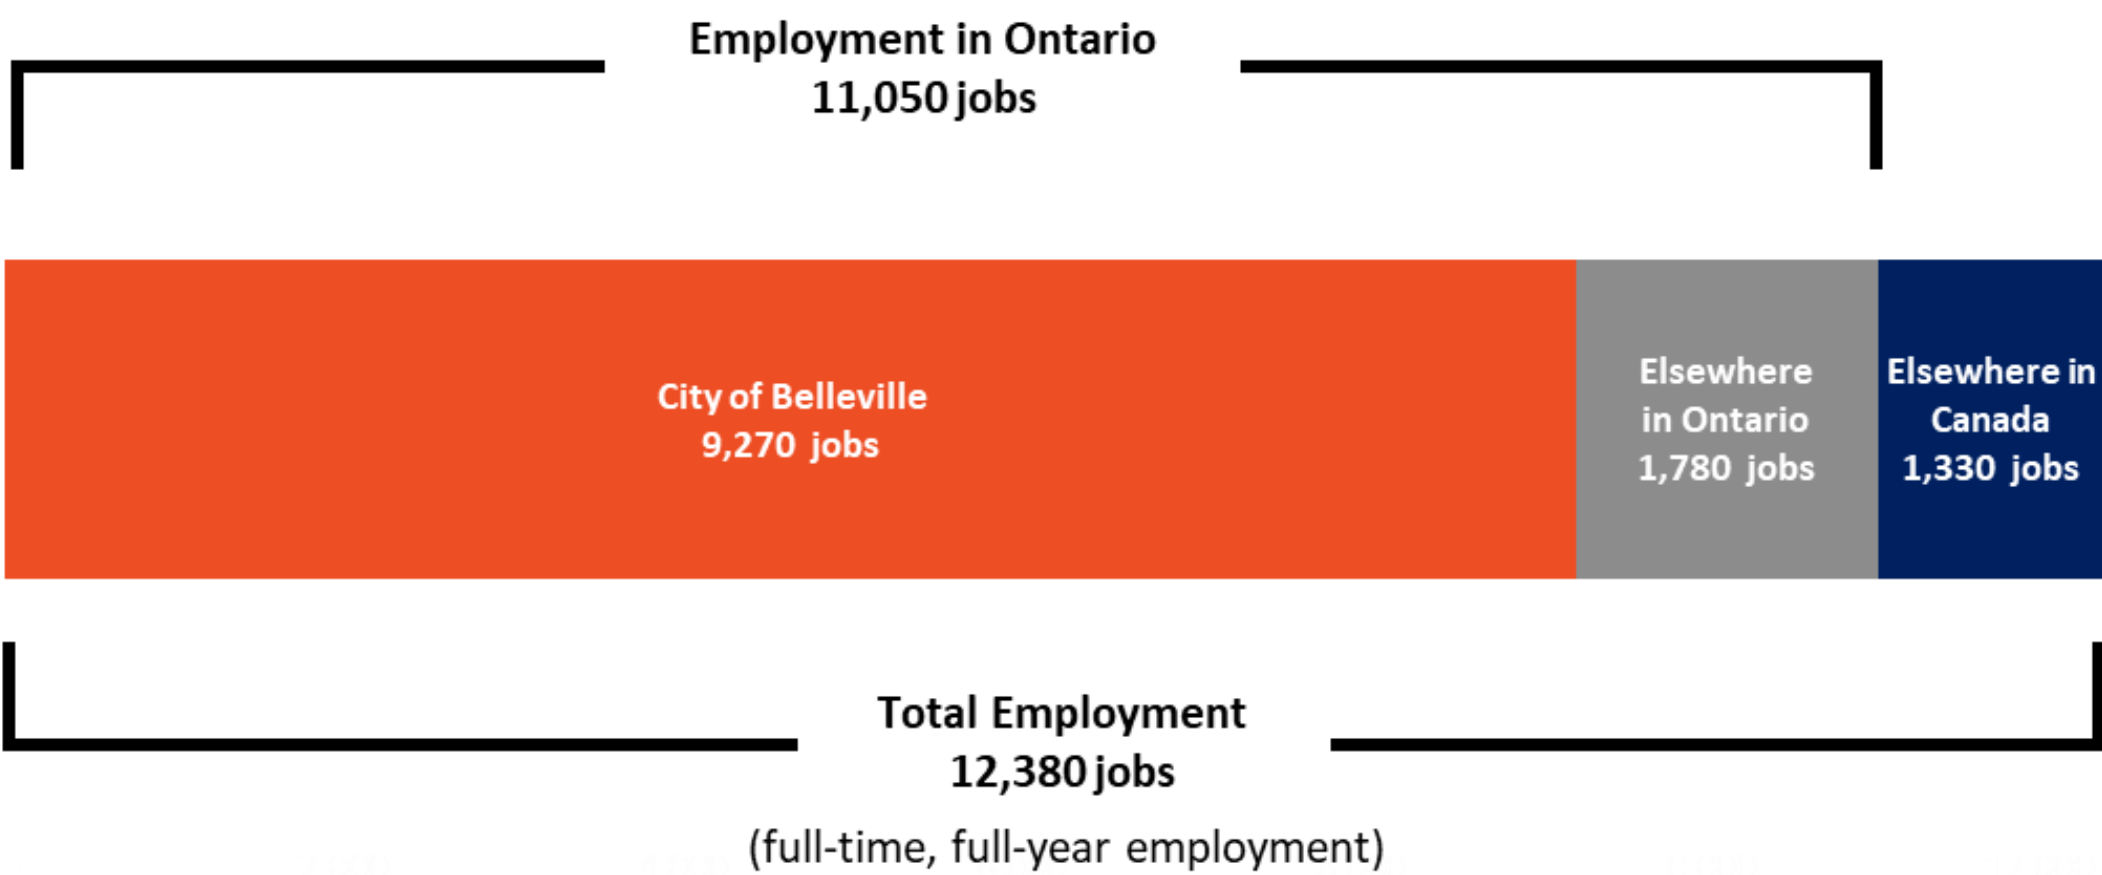 Employment in Ontario
11,050 jobs
City of Belleville
9,270 jobs
Elsewhere
in Ontario
1,780 jobs
Elsewhere in
Canada
1,330 jobs
Total Employment
12,380 jobs
(full-time, full-year employment)